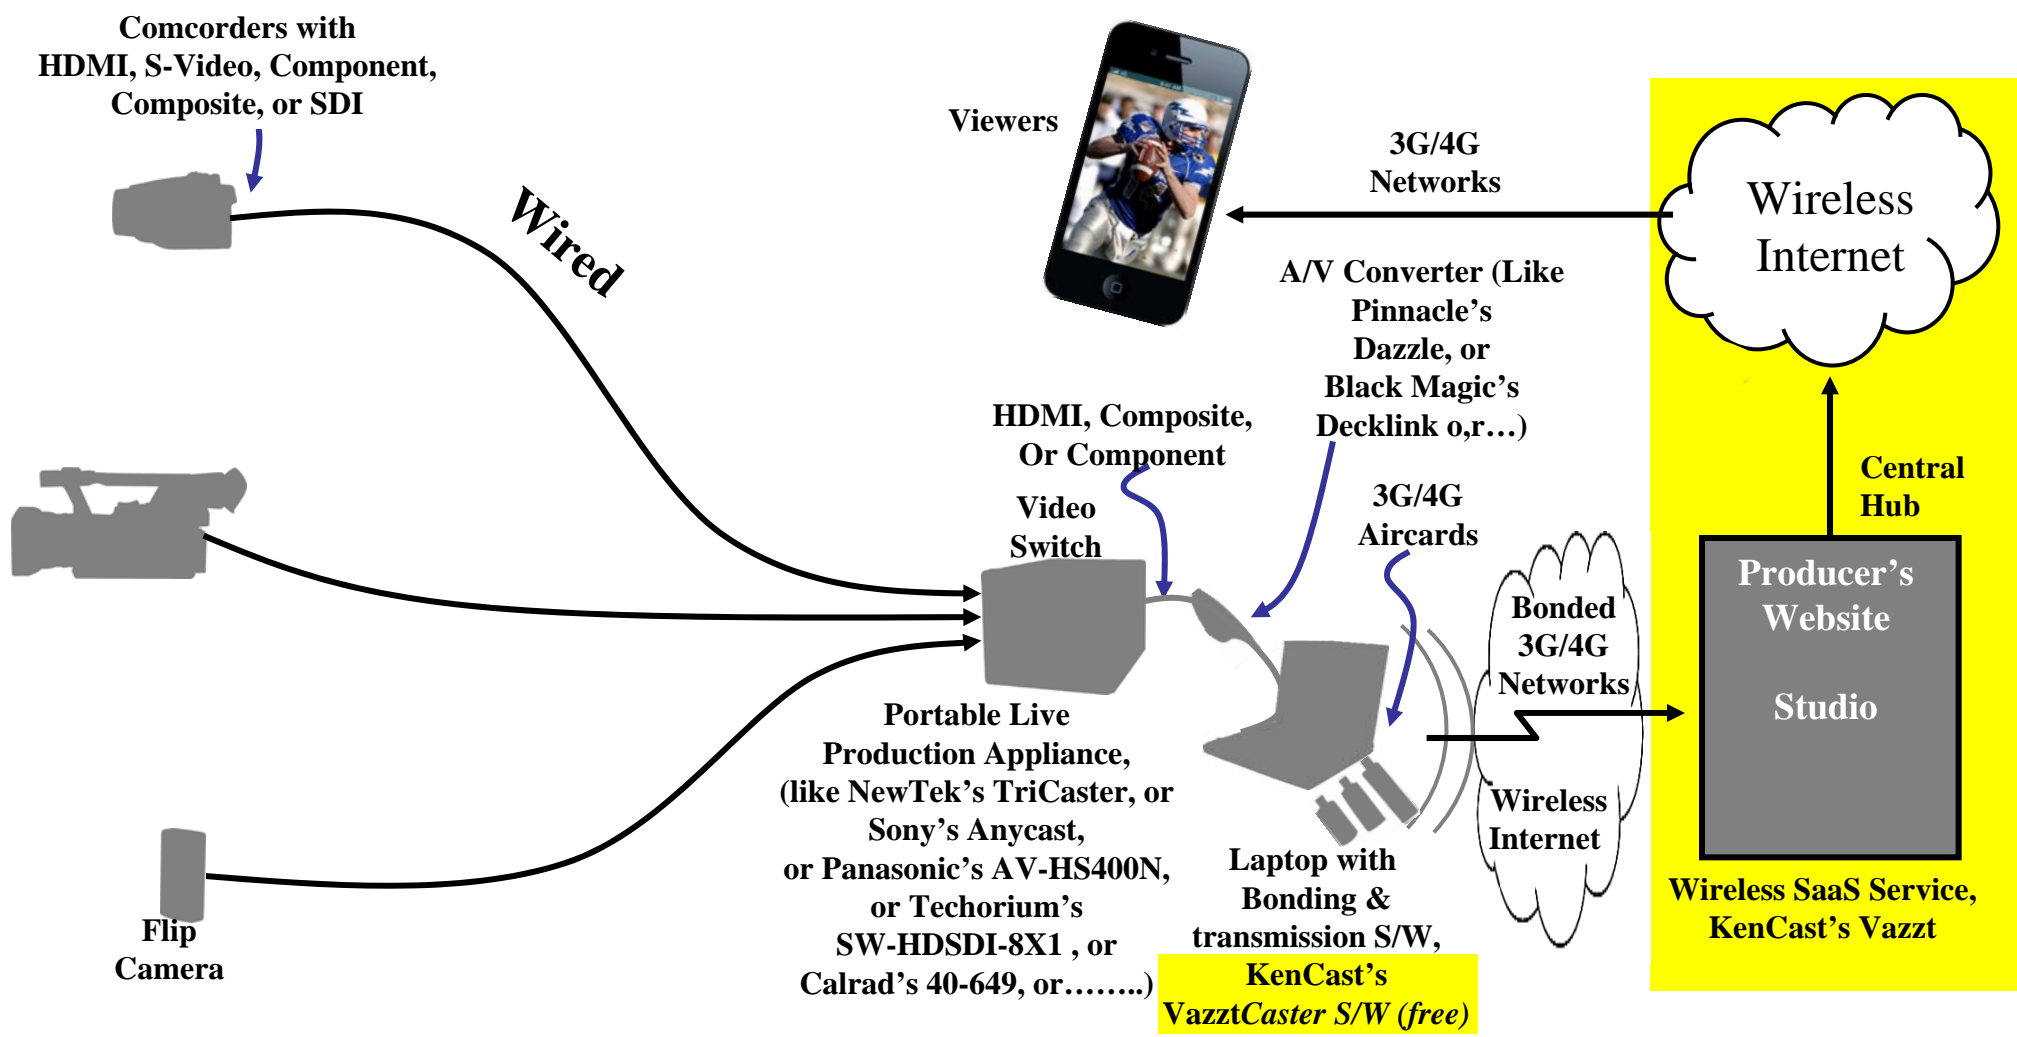 Comcorders with
HDMI, S-Video, Component,
Composite, or SDI
Wired
Viewers
3G/4G
Networks
Wireless
Internet
A/V Converter (Like
Pinnacle’s
Dazzle, or
Black Magic’s
Decklink o,r…)
HDMI, Composite,
Or Component
Video
Switch
3G/4G
Aircards
Central
Hub
Bonded
3G/4G
Networks
Wireless
Internet
Producer’s
Website
Studio
Portable Live
Production Appliance,
(like NewTek’s TriCaster, or
Sony’s Anycast,
or Panasonic’s AV-HS400N,
or Techorium’s
SW-HDSDI-8X1 , or
Calrad’s 40-649, or……..)
Laptop with
Bonding &
transmission S/W,
KenCast’s
VazztCaster S/W (free)
Wireless SaaS Service,
KenCast’s Vazzt
Flip
Camera